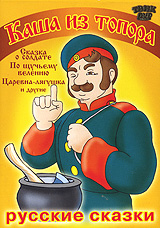 Каша из топора
Сказка
о солдате
По щучьему
велению
Царевна-лягушка
и другие
русские сказки